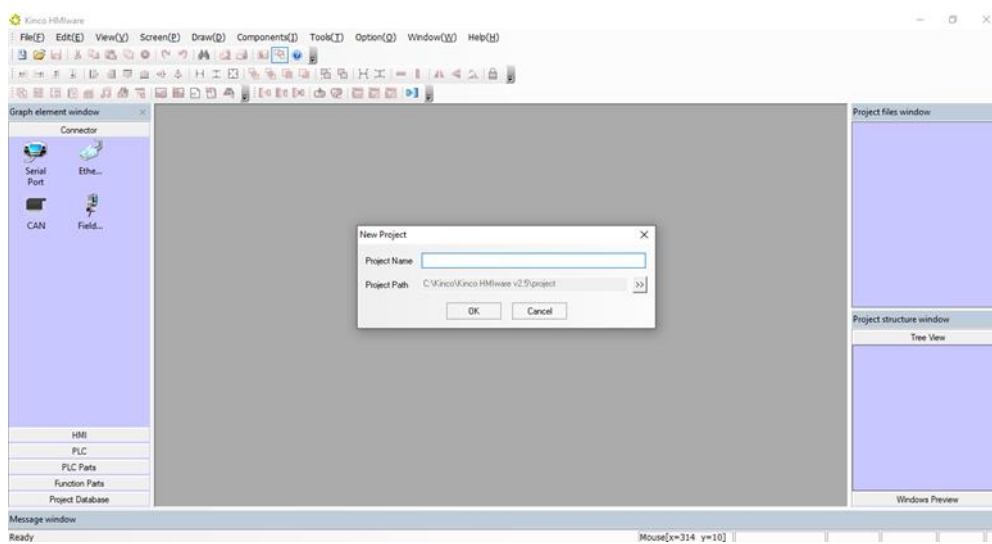 Kinco HMIware
File(F) Edit(E) View(V) Screen(P) Draw(D) Components(J) Tools(T) Option(O) Window(W) Help(H)
Graph element window
Connector
Serial Port
Ethe...
CAN
Field...
HMI
PLC
PLC Parts
Function Parts
Project Database
New Project
Project Name
Project Path C:\Kinco\Kinco HMIware v2.5\project >>
OK Cancel
Project files window
Project structure window
Tree View
Windows Preview
Message window
Ready
Mouse[x=314 y=10]